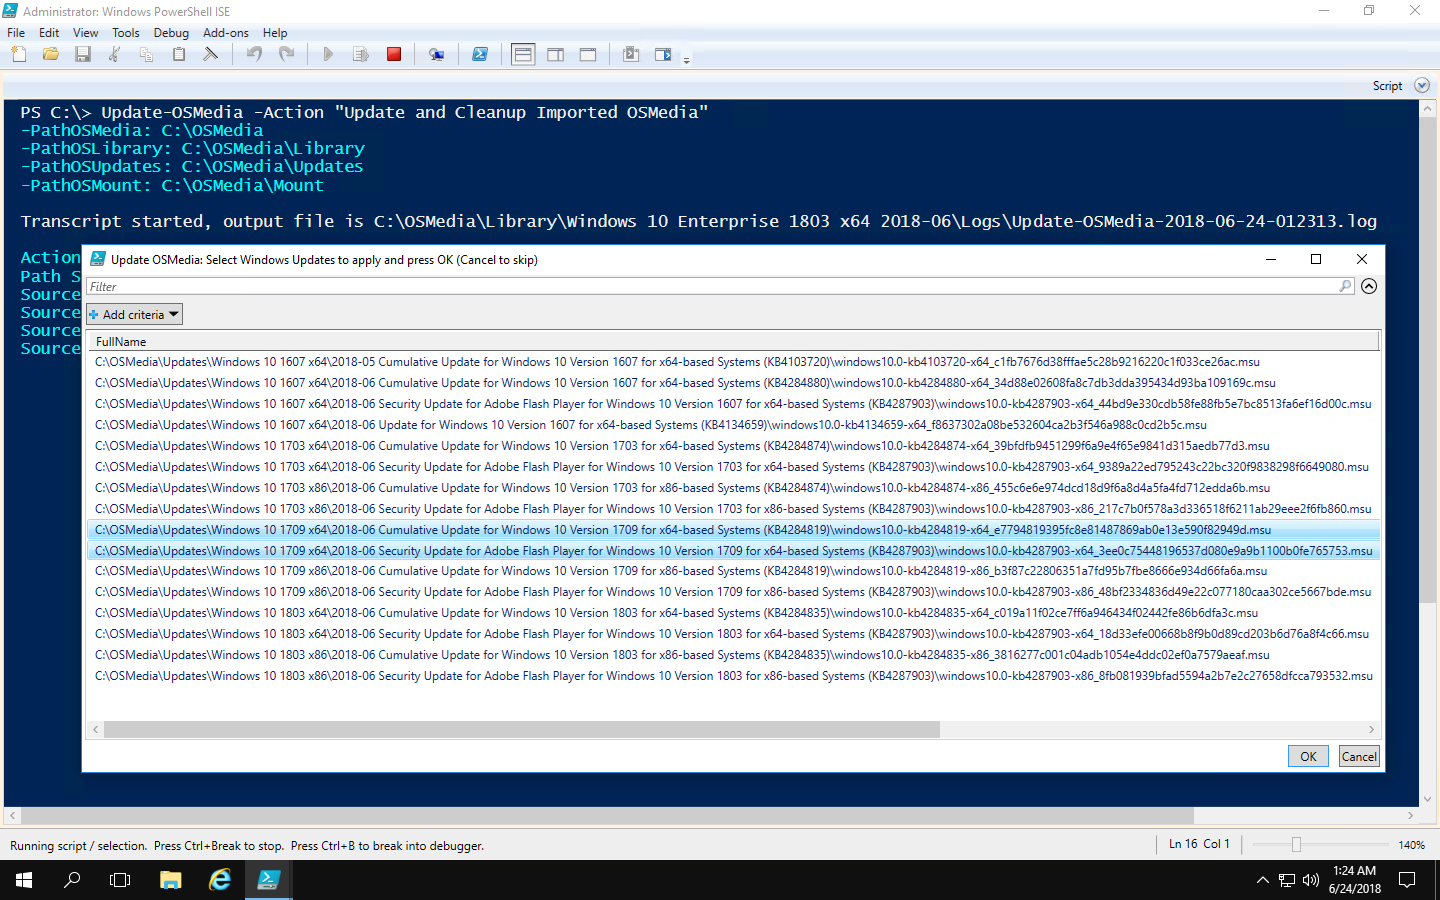 Administrator: Windows PowerShell ISE
File Edit View Tools Debug Add-ons Help
Script
PS C:\> Update-OSMedia -Action "Update and Cleanup Imported OSMedia"
-PathOSMedia: C:\OSMedia
-PathOSLibrary: C:\OSMedia\Library
-PathOSUpdates: C:\OSMedia\Updates
-PathOSMount: C:\OSMedia\Mount
Transcript started, output file is C:\OSMedia\Library\Windows 10 Enterprise 1803 x64 2018-06\Logs\Update-OSMedia-2018-06-24-012313.log
Action
Path S
Source
Source
Source
Source
Update OSMedia: Select Windows Updates to apply and press OK (Cancel to skip)
Filter
Add criteria
FullName
C:\OSMedia\Updates\Windows 10 1607 x64\2018-05 Cumulative Update for Windows 10 Version 1607 for x64-based Systems (KB4103720)\windows10.0-kb4103720-x64_c1fb7676d38fffae5c28b9216220c1f033ce26ac.msu
C:\OSMedia\Updates\Windows 10 1607 x64\2018-06 Cumulative Update for Windows 10 Version 1607 for x64-based Systems (KB4284880)\windows10.0-kb4284880-x64_34d88e02608fa8c7db3dda395434d93ba109169c.msu
C:\OSMedia\Updates\Windows 10 1607 x64\2018-06 Security Update for Adobe Flash Player for Windows 10 Version 1607 for x64-based Systems (KB4287903)\windows10.0-kb4287903-x64_44bd9e330cdb58fe88fb5e7bc8513fa6ef16d00c.msu
C:\OSMedia\Updates\Windows 10 1607 x64\2018-06 Update for Windows 10 Version 1607 for x64-based Systems (KB4134659)\windows10.0-kb4134659-x64_f8637302a08be532604ca2b3f546a988c0cd2b5c.msu
C:\OSMedia\Updates\Windows 10 1703 x64\2018-06 Cumulative Update for Windows 10 Version 1703 for x64-based Systems (KB4284874)\windows10.0-kb4284874-x64_39bfdfb9451299f6a9e4f65e9841d315aedb77d3.msu
C:\OSMedia\Updates\Windows 10 1703 x64\2018-06 Security Update for Adobe Flash Player for Windows 10 Version 1703 for x64-based Systems (KB4287903)\windows10.0-kb4287903-x64_9389a22ed795243c22bc320f9838298f6649080.msu
C:\OSMedia\Updates\Windows 10 1703 x86\2018-06 Cumulative Update for Windows 10 Version 1703 for x86-based Systems (KB4284874)\windows10.0-kb4284874-x86_455c6e6e974dcd18d9f6a8d4a5fa4fd712edda6b.msu
C:\OSMedia\Updates\Windows 10 1703 x86\2018-06 Security Update for Adobe Flash Player for Windows 10 Version 1703 for x86-based Systems (KB4287903)\windows10.0-kb4287903-x86_217c7b0f578a3d336518f6211ab29eee2f6fb860.msu
C:\OSMedia\Updates\Windows 10 1709 x64\2018-06 Cumulative Update for Windows 10 Version 1709 for x64-based Systems (KB4284819)\windows10.0-kb4284819-x64_e7794819395fc8e81487869ab0e13e590f82949d.msu
C:\OSMedia\Updates\Windows 10 1709 x64\2018-06 Security Update for Adobe Flash Player for Windows 10 Version 1709 for x64-based Systems (KB4287903)\windows10.0-kb4287903-x64_3ee0c75448196537d080e9a9b1100b0fe765753.msu
C:\OSMedia\Updates\Windows 10 1709 x86\2018-06 Cumulative Update for Windows 10 Version 1709 for x86-based Systems (KB4284819)\windows10.0-kb4284819-x86_b3f87c22806351a7fd95b7fbe8666e934d66fa6a.msu
C:\OSMedia\Updates\Windows 10 1709 x86\2018-06 Security Update for Adobe Flash Player for Windows 10 Version 1709 for x86-based Systems (KB4287903)\windows10.0-kb4287903-x86_48bf2334836d49e22c077180caa302ce5667bde.msu
C:\OSMedia\Updates\Windows 10 1803 x64\2018-06 Cumulative Update for Windows 10 Version 1803 for x64-based Systems (KB4284835)\windows10.0-kb4284835-x64_c019a11f02ce7ff6a946434f02442fe86b6dfa3c.msu
C:\OSMedia\Updates\Windows 10 1803 x64\2018-06 Security Update for Adobe Flash Player for Windows 10 Version 1803 for x64-based Systems (KB4287903)\windows10.0-kb4287903-x64_18d33efe00668b8f9b0d89cd203b6d76a8f4c66.msu
C:\OSMedia\Updates\Windows 10 1803 x86\2018-06 Cumulative Update for Windows 10 Version 1803 for x86-based Systems (KB4284835)\windows10.0-kb4284835-x86_3816277c001c04adb1054e4ddc02ef0a7579aeaf.msu
C:\OSMedia\Updates\Windows 10 1803 x86\2018-06 Security Update for Adobe Flash Player for Windows 10 Version 1803 for x86-based Systems (KB4287903)\windows10.0-kb4287903-x86_8fb081939bfad5594a2b7e2c27658dfcca793532.msu
OK Cancel
Running script / selection. Press Ctrl+Break to stop. Press Ctrl+B to break into debugger.
Ln 16 Col 1
140%
1:24 AM
6/24/2018